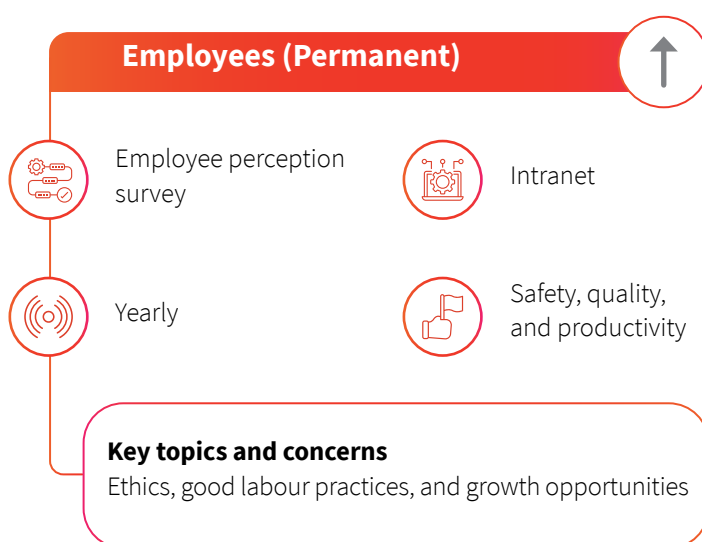 Employees (Permanent)
Employee perception
survey
Intranet
Yearly
Safety, quality,
and productivity
Key topics and concerns
Ethics, good labour practices, and growth opportunities